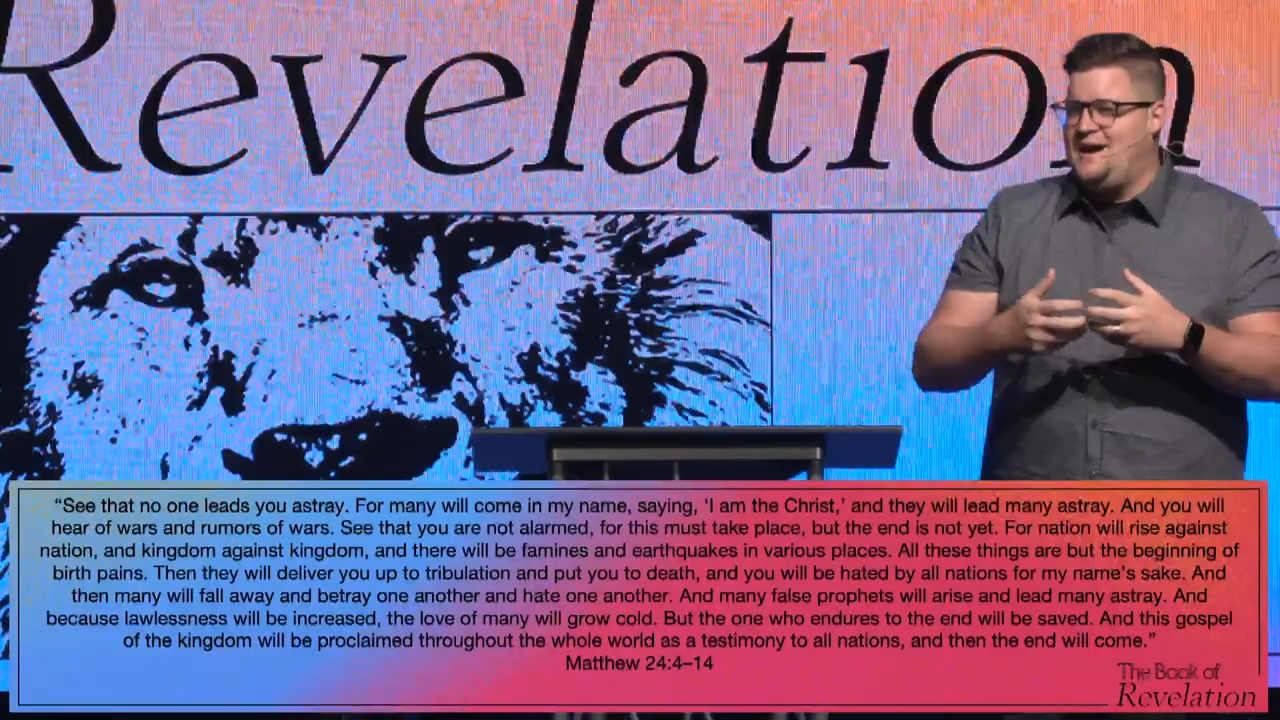 Revelation
“See that no one leads you astray. For many will come in my name, saying, ‘I am the Christ,’ and they will lead many astray. And you will
hear of wars and rumors of wars. See that you are not alarmed, for this must take place, but the end is not yet. For nation will rise against
nation, and kingdom against kingdom, and there will be famines and earthquakes in various places. All these things are but the beginning of
birth pains. Then they will deliver you up to tribulation and put you to death, and you will be hated by all nations for my name’s sake. And
then many will fall away and betray one another and hate one another. And many false prophets will arise and lead many astray. And
because lawlessness will be increased, the love of many will grow cold. But the one who endures to the end will be saved. And this gospel
of the kingdom will be proclaimed throughout the whole world as a testimony to all nations, and then the end will come.”
Matthew 24:4–14
The Book of
Revelation